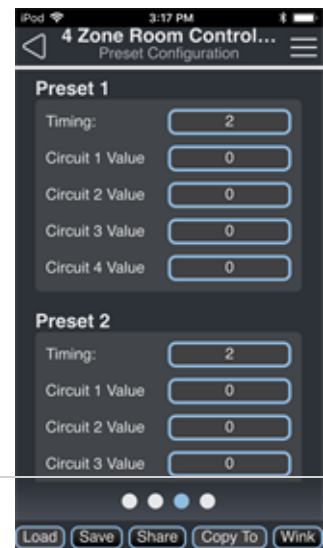 iPod 3:17 PM
4 Zone Room Control...
Preset Configuration
Preset 1
Timing: 2
Circuit 1 Value 0
Circuit 2 Value 0
Circuit 3 Value 0
Circuit 4 Value 0
Preset 2
Timing: 2
Circuit 1 Value 0
Circuit 2 Value 0
Circuit 3 Value 0
Load Save Share Copy To Wink